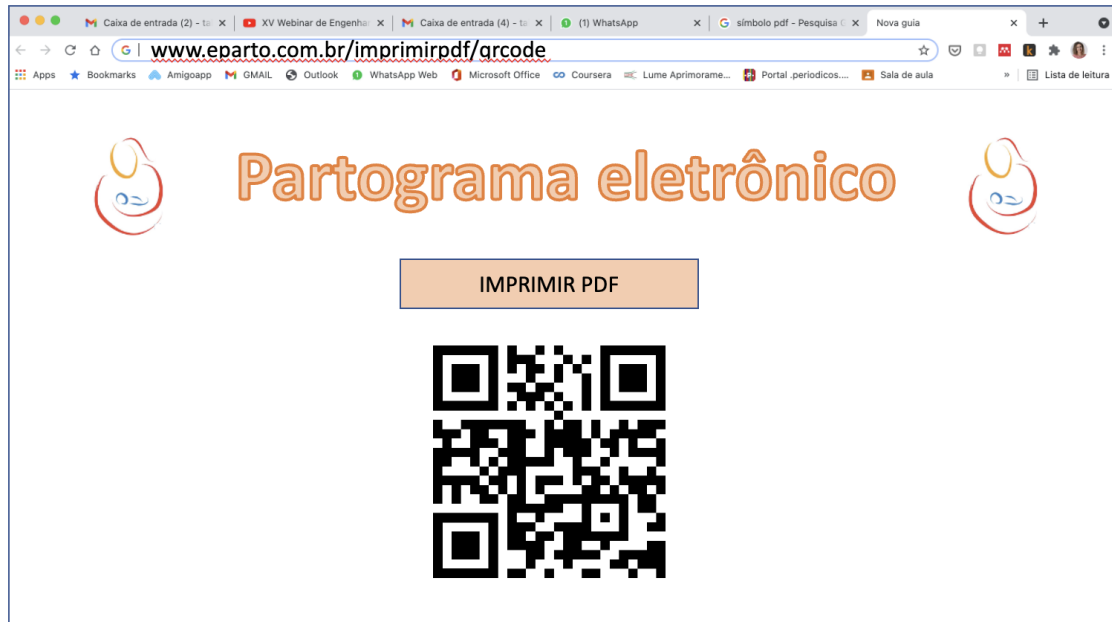 Caixa de entrada (2) - ta
XV Webinar de Engenha
Caixa de entrada (4) - ta
(1) WhatsApp
símbolo pdf - Pesquisa G
Nova guia
www.eparto.com.br/imprimirpdf/qrcode
Apps
Bookmarks
Amigoapp
GMAIL
Outlook
WhatsApp Web
Microsoft Office
Coursera
Lume Aprimorame...
Portal .periodicos....
Sala de aula
»
Lista de leitura
Partograma eletrônico
IMPRIMIR PDF